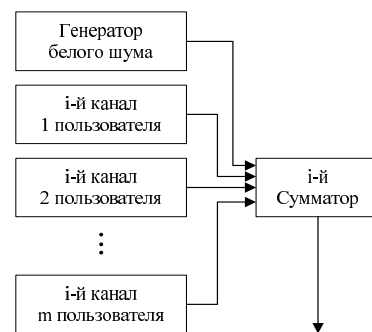 Генератор
белого шума
i-й канал
1 пользователя
i-й канал
2 пользователя
i-й
Сумматор
i-й канал
m пользователя